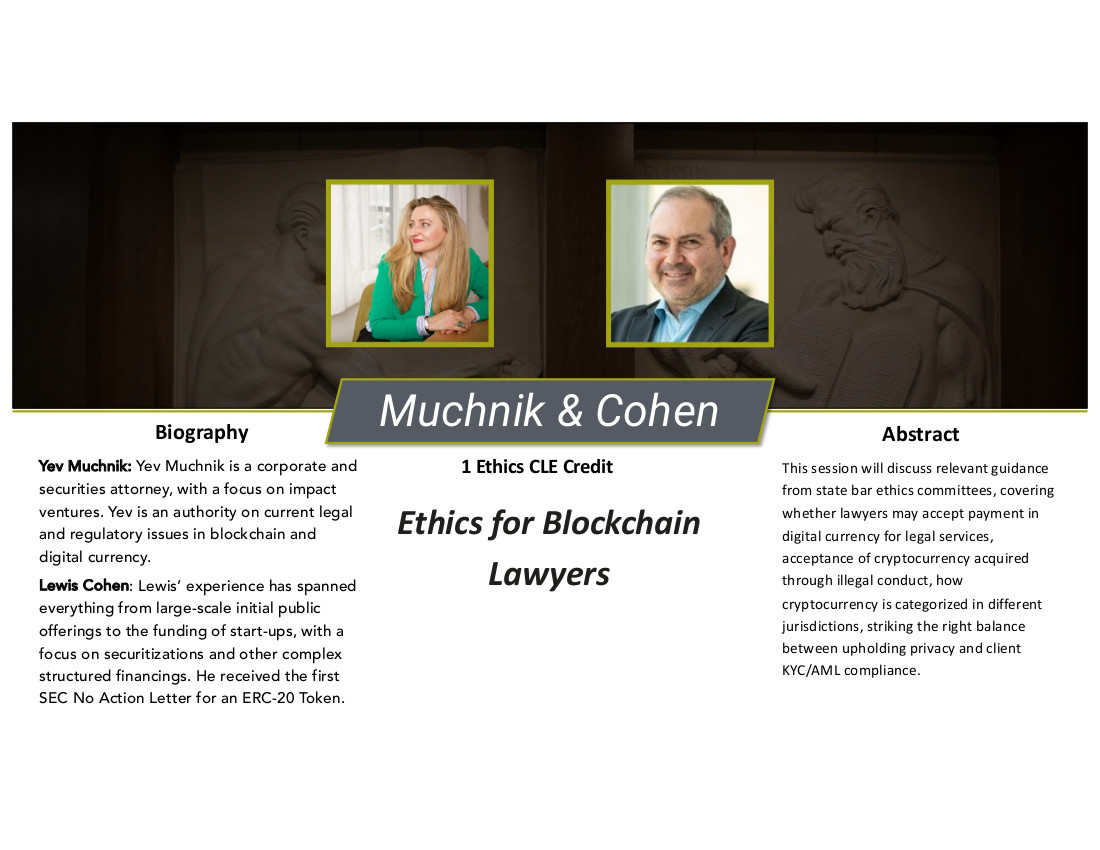 Muchnik & Cohen
Biography
Yev Muchnik: Yev Muchnik is a corporate and
securities attorney, with a focus on impact
ventures. Yev is an authority on current legal
and regulatory issues in blockchain and
digital currency.
Lewis Cohen: Lewis’ experience has spanned
everything from large-scale initial public
offerings to the funding of start-ups, with a
focus on securitizations and other complex
structured financings. He received the first
SEC No Action Letter for an ERC-20 Token.
1 Ethics CLE Credit
Ethics for Blockchain
Lawyers
Abstract
This session will discuss relevant guidance
from state bar ethics committees, covering
whether lawyers may accept payment in
digital currency for legal services,
acceptance of cryptocurrency acquired
through illegal conduct, how
cryptocurrency is categorized in different
jurisdictions, striking the right balance
between upholding privacy and client
KYC/AML compliance.